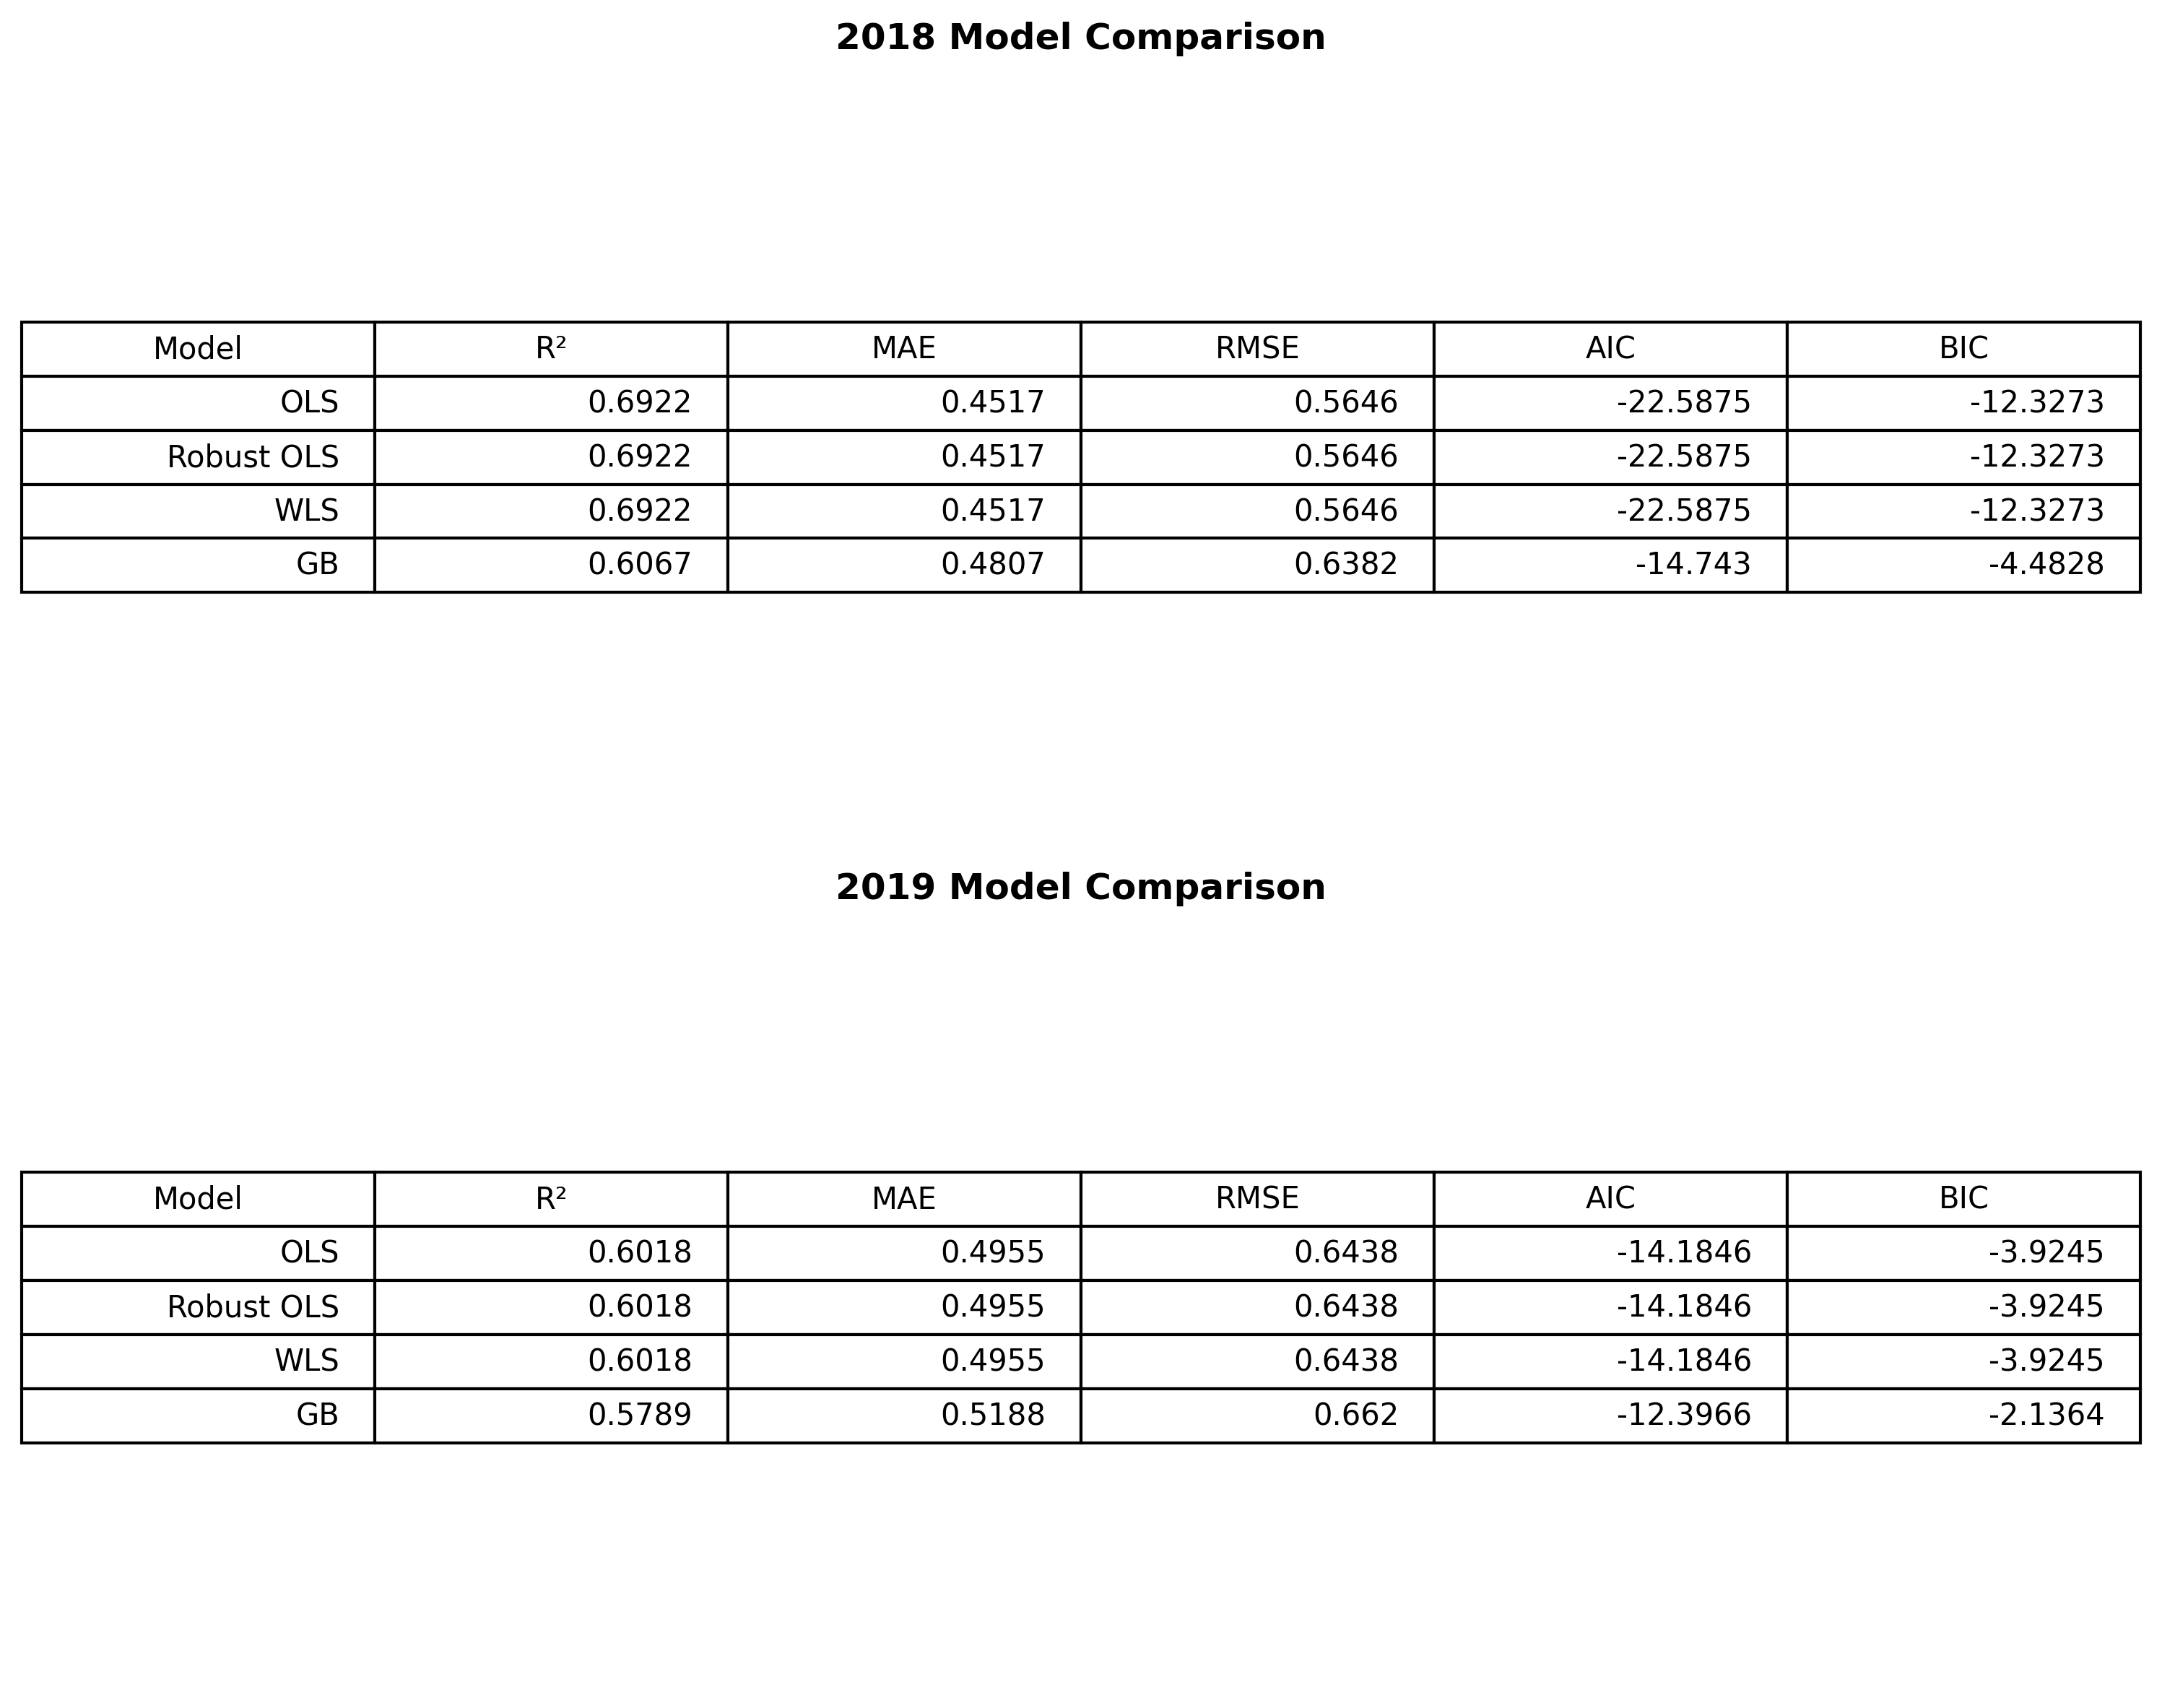 2018 Model Comparison
Model R² MAE RMSE AIC BIC
OLS 0.6922 0.4517 0.5646 -22.5875 -12.3273
Robust OLS 0.6922 0.4517 0.5646 -22.5875 -12.3273
WLS 0.6922 0.4517 0.5646 -22.5875 -12.3273
GB 0.6067 0.4807 0.6382 -14.743 -4.4828
2019 Model Comparison
Model R² MAE RMSE AIC BIC
OLS 0.6018 0.4955 0.6438 -14.1846 -3.9245
Robust OLS 0.6018 0.4955 0.6438 -14.1846 -3.9245
WLS 0.6018 0.4955 0.6438 -14.1846 -3.9245
GB 0.5789 0.5188 0.662 -12.3966 -2.1364